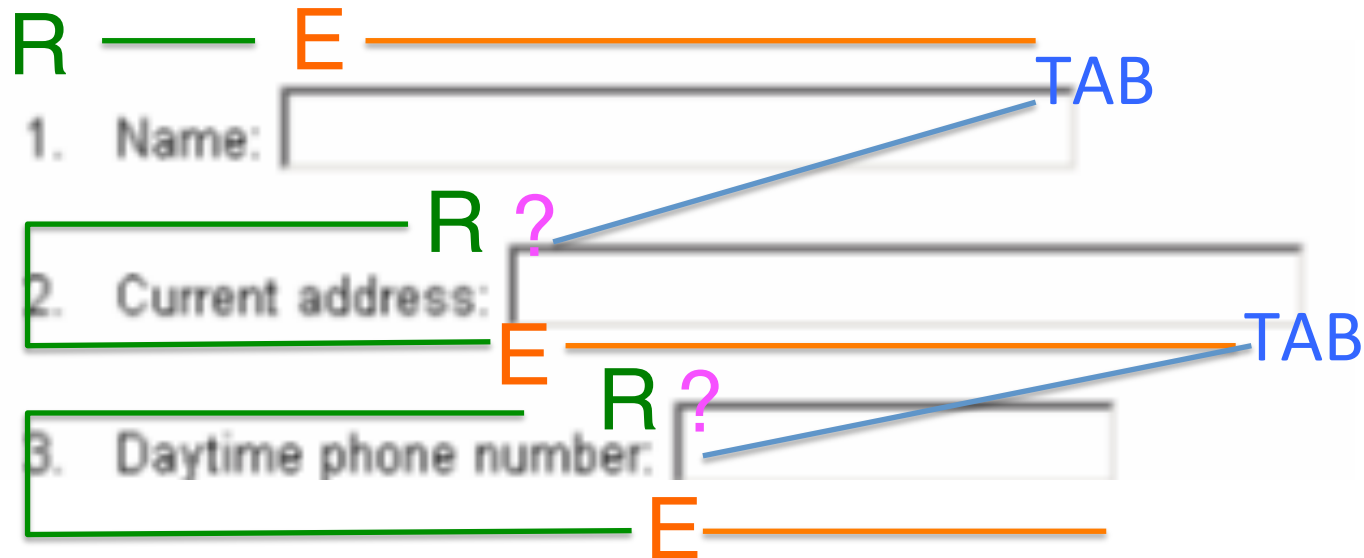 R E
TAB
1. Name:
R ?
2. Current address:
E TAB
R ?
3. Daytime phone number:
E